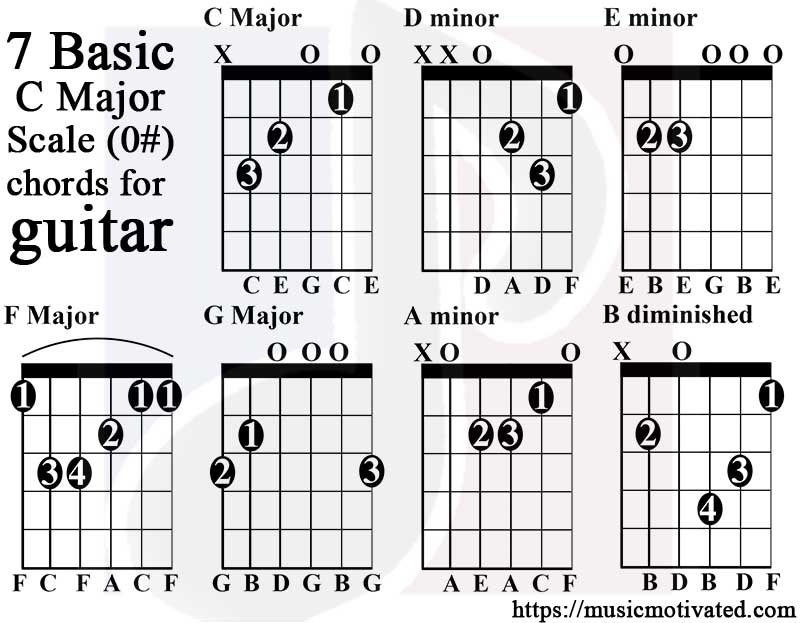 7 Basic
C Major
Scale (0#)
chords for
guitar
C Major
X O O
1
2
3
C E G C E
D minor
X X O
1
2
3
D A D F
E minor
O O O O
2 3
E B E G B E
F Major
1 1 1
2
3 4
F C F A C F
G Major
O O O
1
2 3
G B D G B G
A minor
X O O
1
2 3
A E A C F
B diminished
X O
1
2
3
4
B D B D F
https://musicmotivated.com